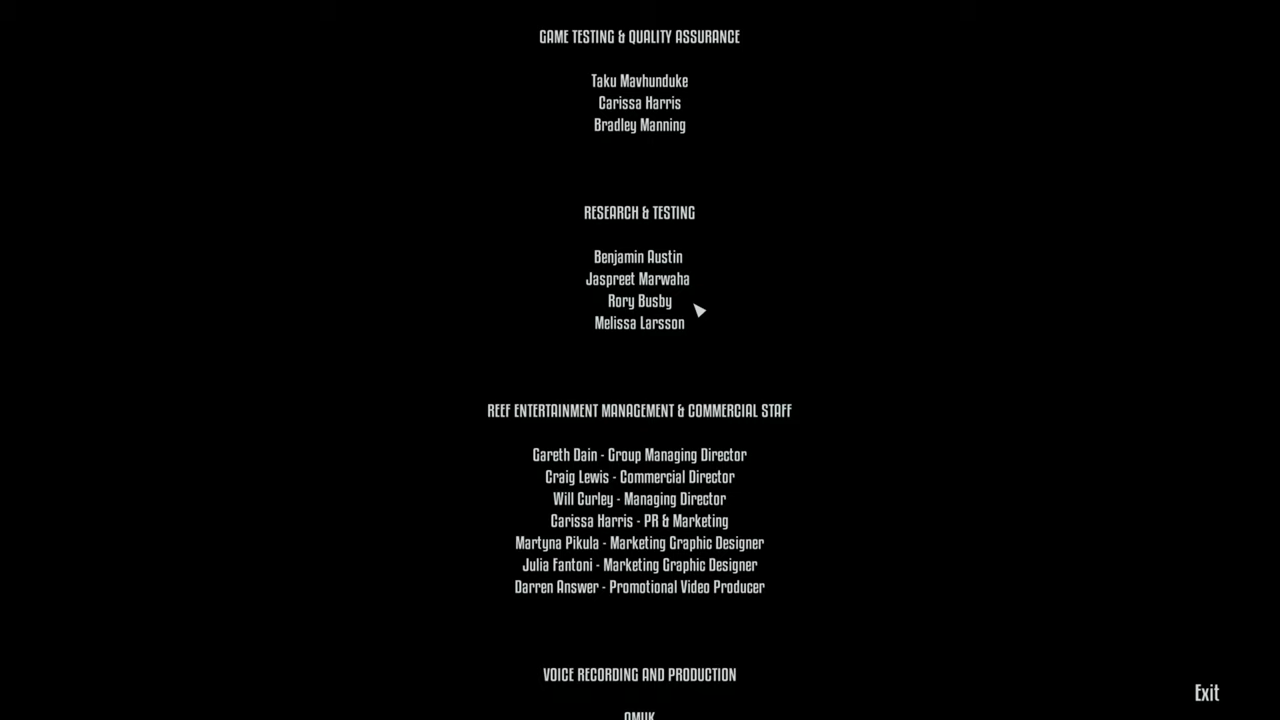 GAME TESTING & QUALITY ASSURANCE
Taku Mavhunduke
Carissa Harris
Bradley Manning
RESEARCH & TESTING
Benjamin Austin
Jaspreet Marwaha
Rory Busby
Melissa Larsson
REEF ENTERTAINMENT MANAGEMENT & COMMERCIAL STAFF
Gareth Dain - Group Managing Director
Craig Lewis - Commercial Director
Will Curley - Managing Director
Carissa Harris - PR & Marketing
Martyna Pikula - Marketing Graphic Designer
Julia Fantoni - Marketing Graphic Designer
Darren Answer - Promotional Video Producer
VOICE RECORDING AND PRODUCTION
OMUK
Exit